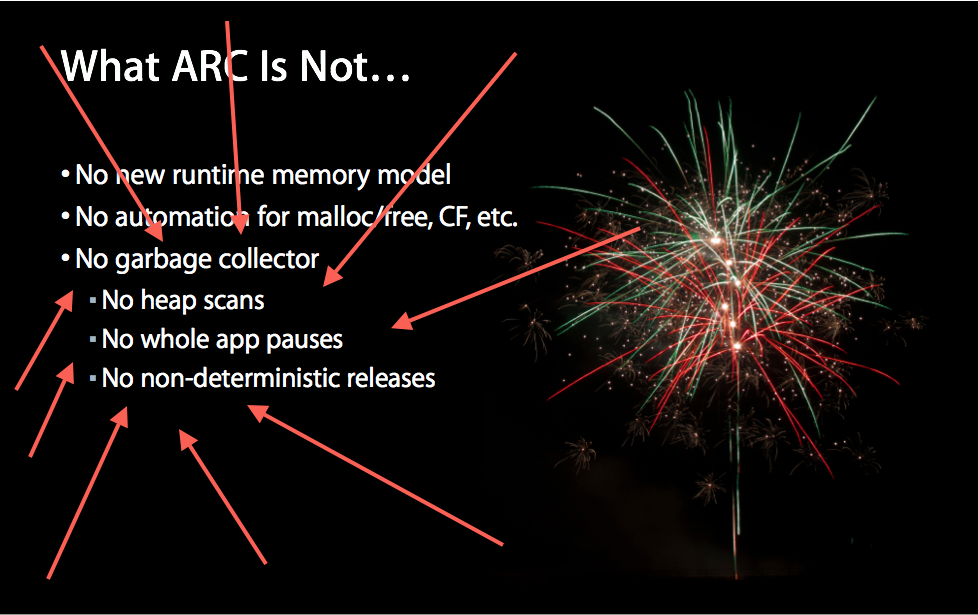 What ARC Is Not…
• No new runtime memory model
• No automation for malloc/free, CF, etc.
• No garbage collector
▪ No heap scans
▪ No whole app pauses
▪ No non-deterministic releases